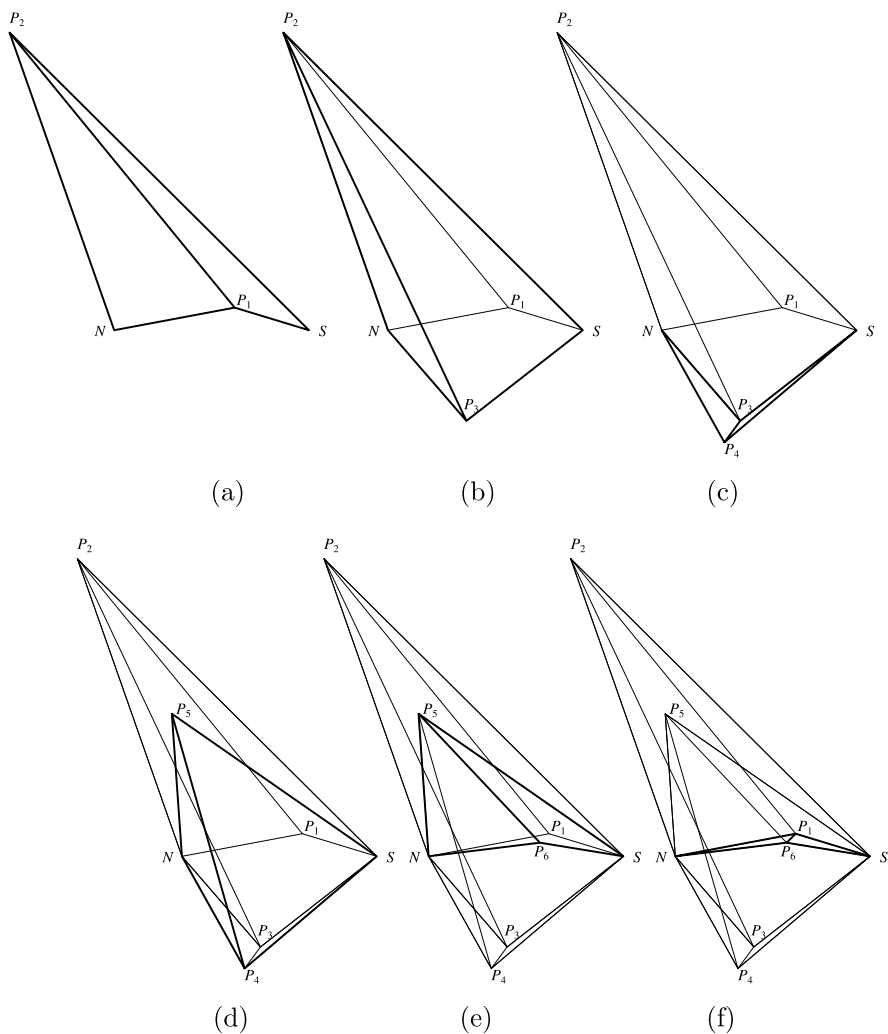 P₂ P₂ P₂
P₁ P₁ P₁
N S N S N S
P₃ P₃
P₄
(a) (b) (c)
P₂ P₂ P₂
P₅ P₅ P₅
P₁ P₁ P₁
N S N P₆ S N P₆ S
P₃ P₃ P₃
P₄ P₄ P₄
(d) (e) (f)